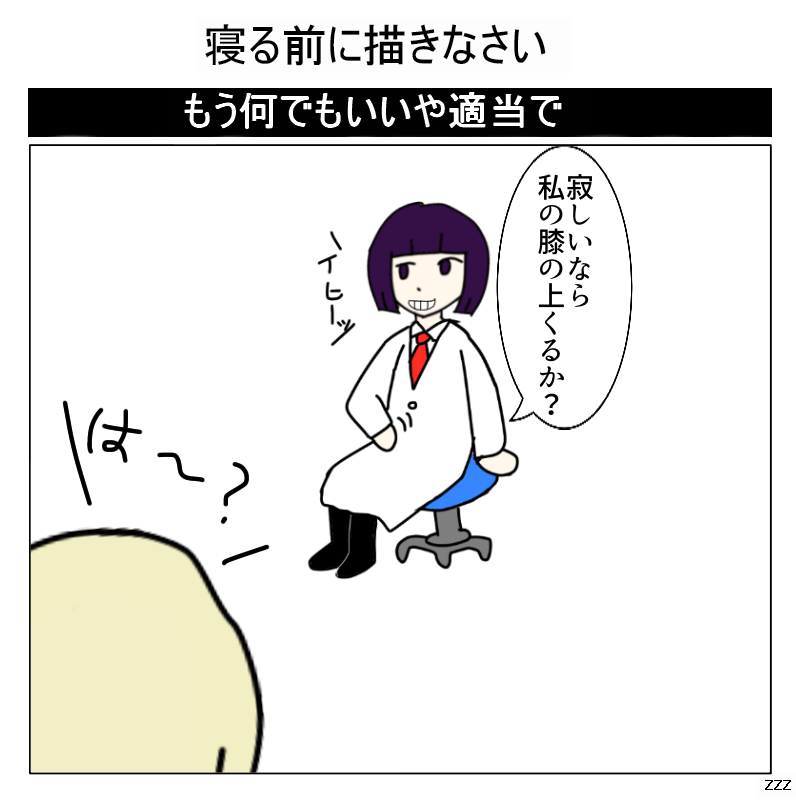 寝る前に描きなさい
もう何でもいいや適当で
寂しいなら
私の膝の上くるか？
イヒーッ
は～?
zzz